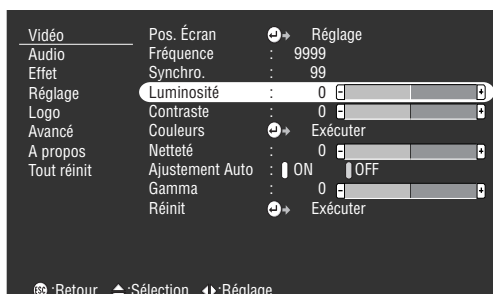 Vidéo
Audio
Effet
Réglage
Logo
Avancé
A propos
Tout réinit
Pos. Écran Réglage
Fréquence : 9999
Synchro. : 99
Luminosité : 0 - +
Contraste : 0 - +
Couleurs Exécuter
Netteté : 0 - +
Ajustement Auto : ON OFF
Gamma : 0 - +
Réinit Exécuter
ESC :Retour :Sélection :Réglage